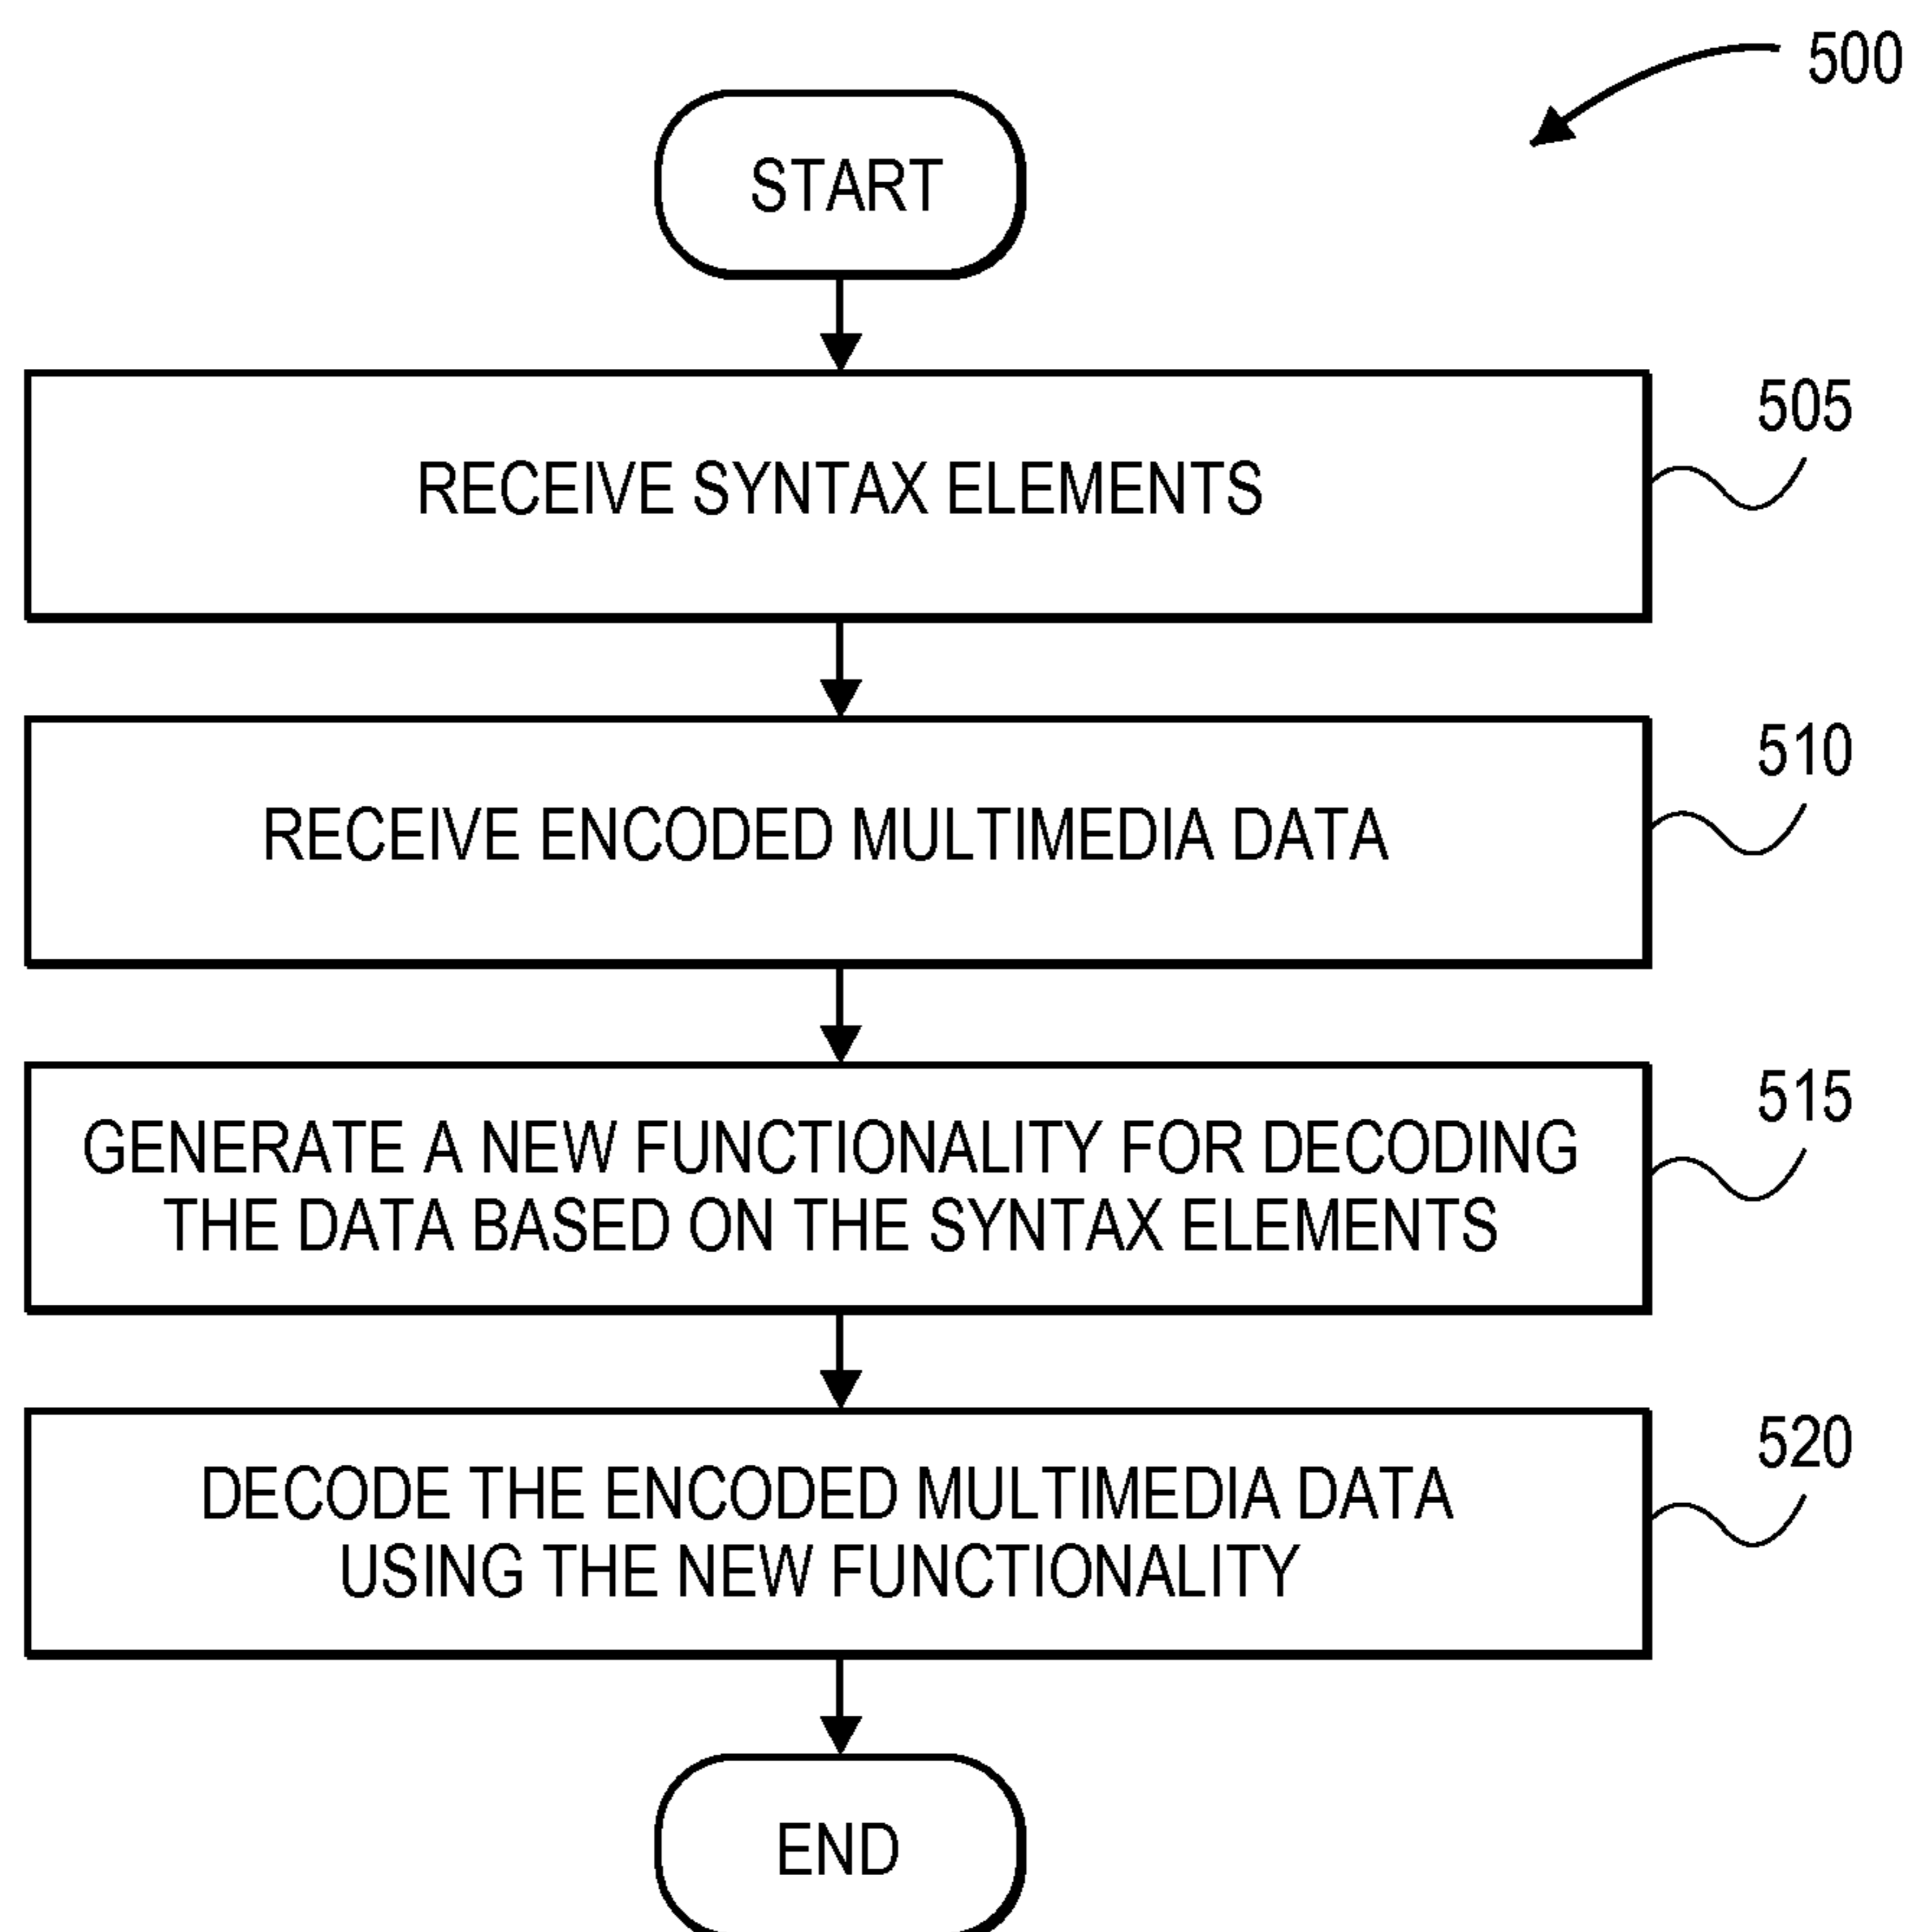 500
START
505
RECEIVE SYNTAX ELEMENTS
510
RECEIVE ENCODED MULTIMEDIA DATA
515
GENERATE A NEW FUNCTIONALITY FOR DECODING
THE DATA BASED ON THE SYNTAX ELEMENTS
520
DECODE THE ENCODED MULTIMEDIA DATA
USING THE NEW FUNCTIONALITY
END